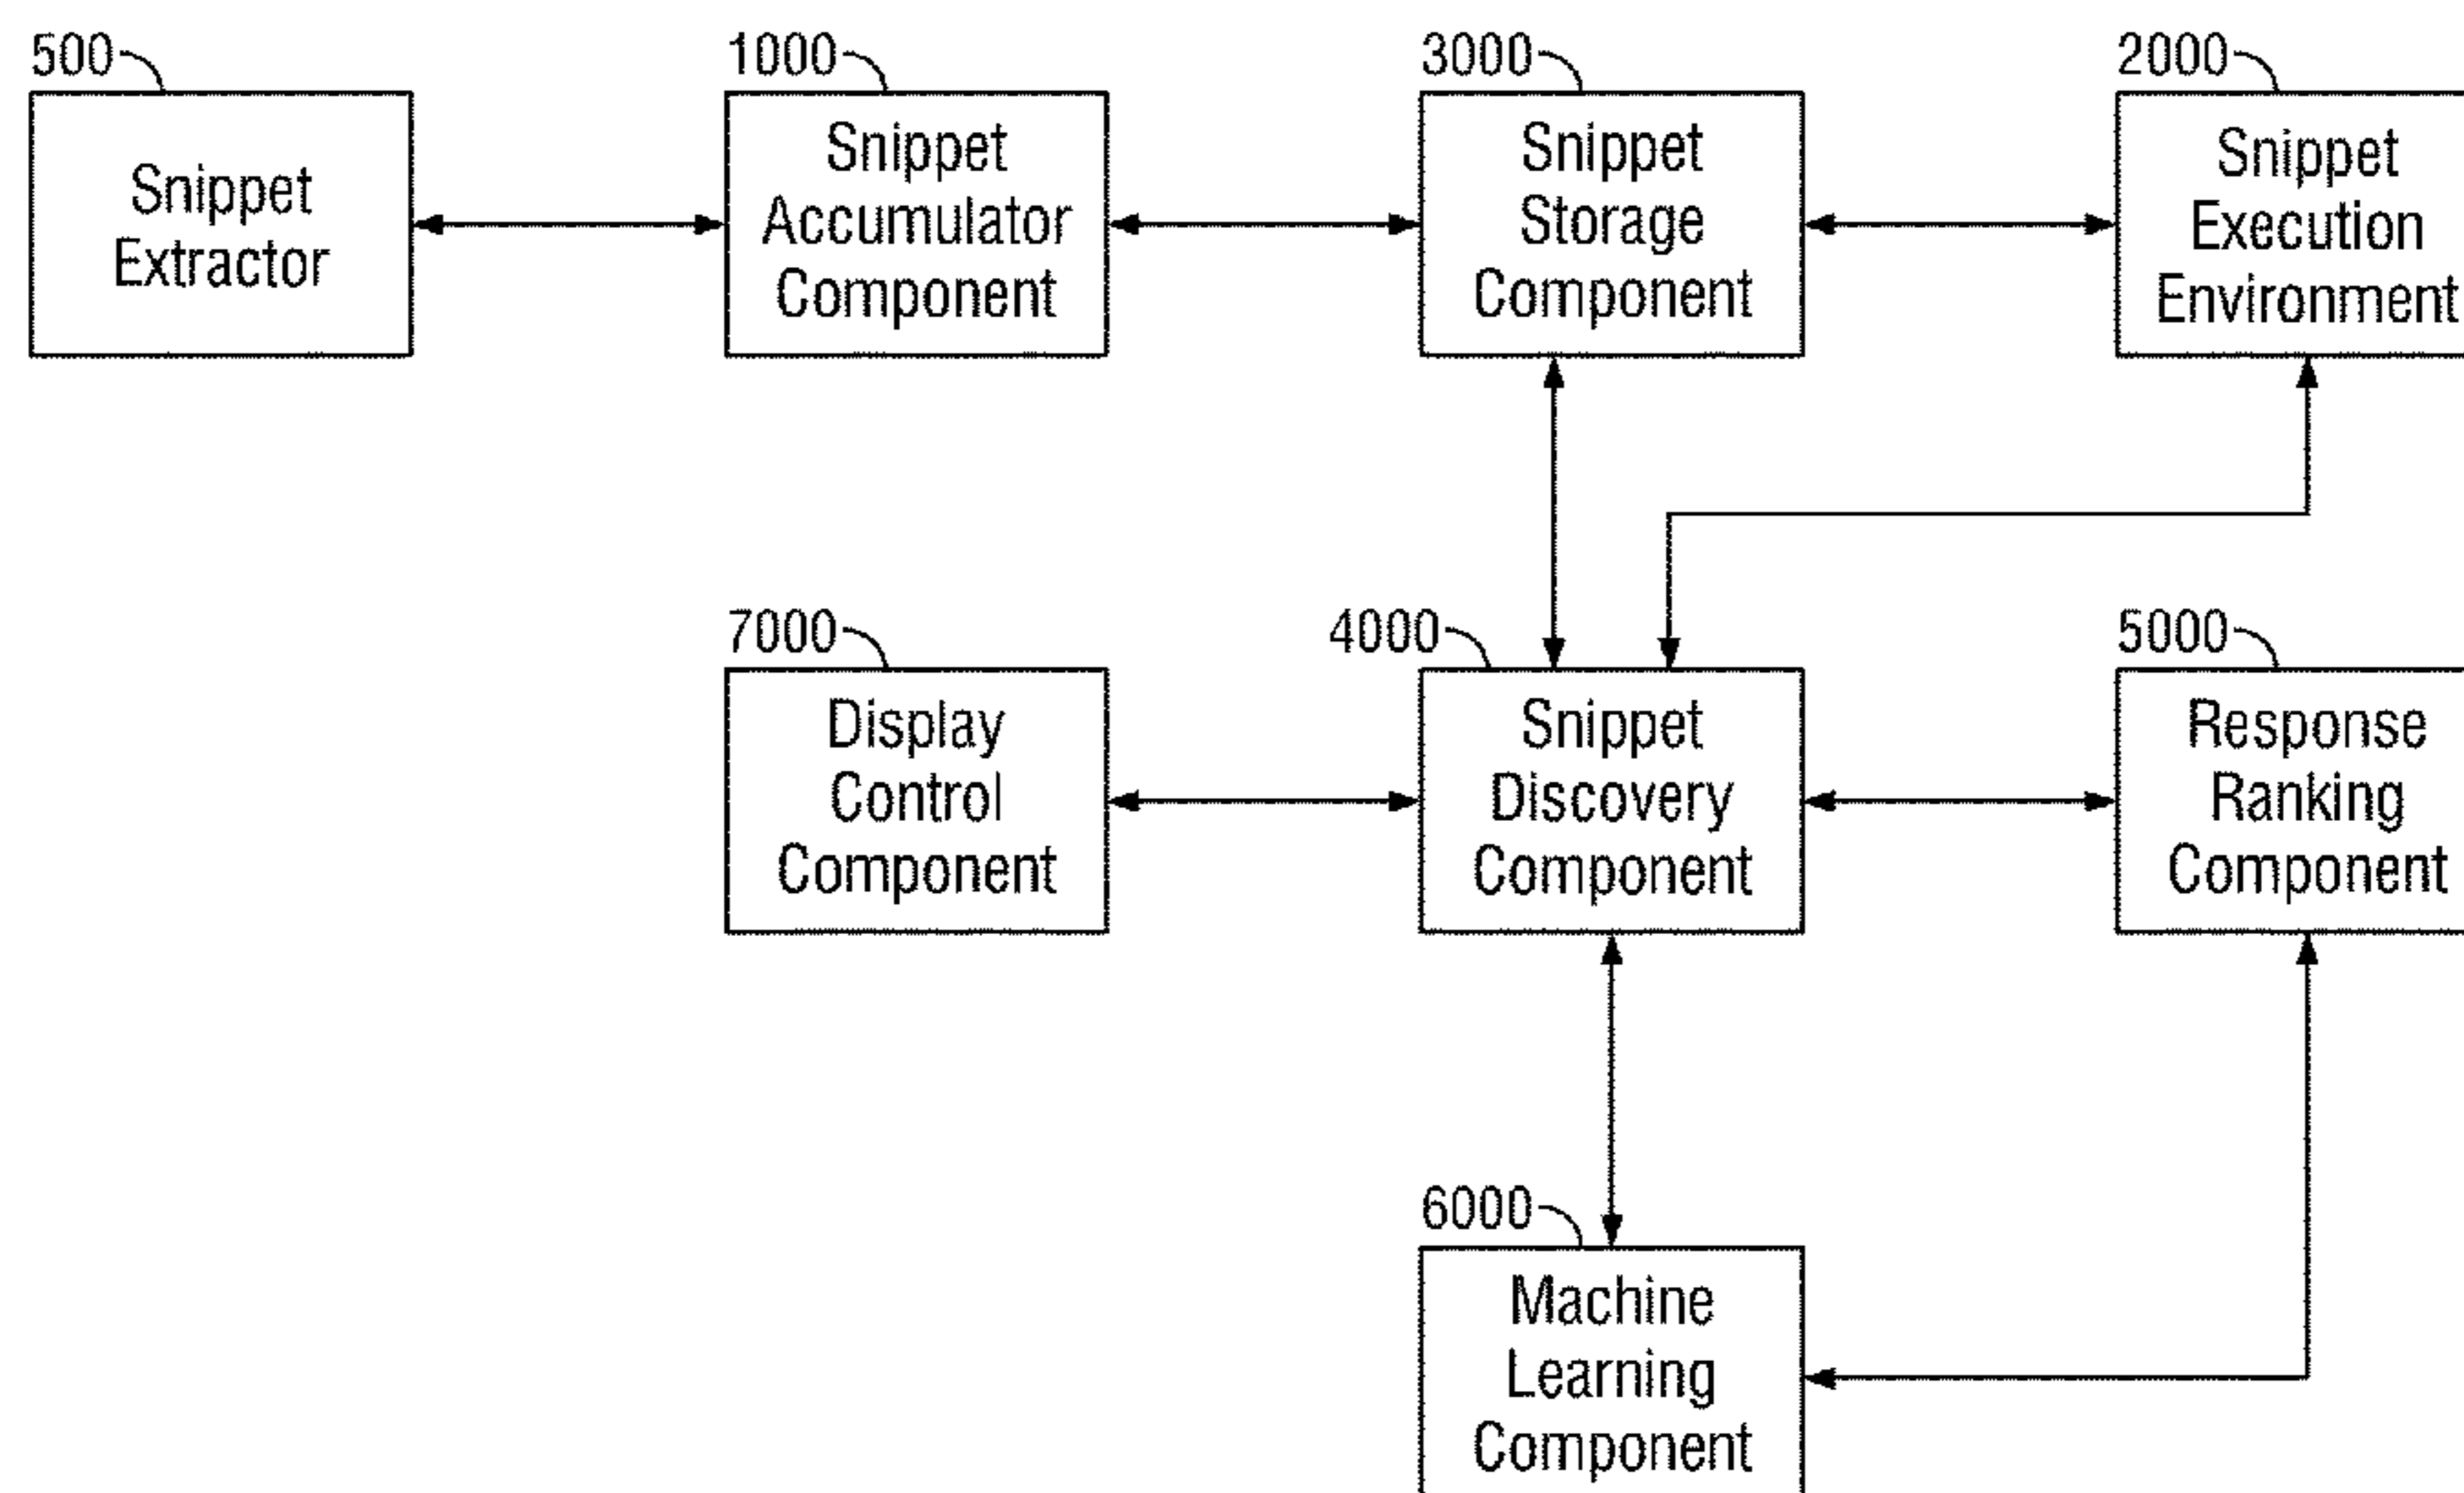 500
Snippet
Extractor
1000
Snippet
Accumulator
Component
3000
Snippet
Storage
Component
2000
Snippet
Execution
Environment
7000
Display
Control
Component
4000
Snippet
Discovery
Component
5000
Response
Ranking
Component
6000
Machine
Learning
Component